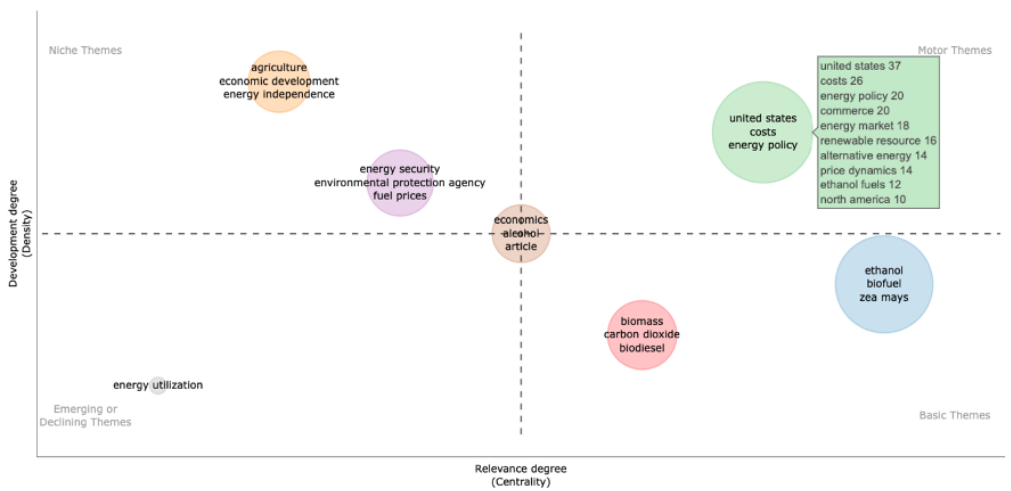 Niche Themes
Motor Themes
agriculture
economic development
energy independence
united states
costs
energy policy
united states 37
costs 26
energy policy 20
commerce 20
energy market 18
renewable resource 16
alternative energy 14
price dynamics 14
ethanol fuels 12
north america 10
energy security
environmental protection agency
fuel prices
economics
alcohol
article
ethanol
biofuel
zea mays
biomass
carbon dioxide
biodiesel
energy utilization
Emerging or
Declining Themes
Basic Themes
Development degree
(Density)
Relevance degree
(Centrality)